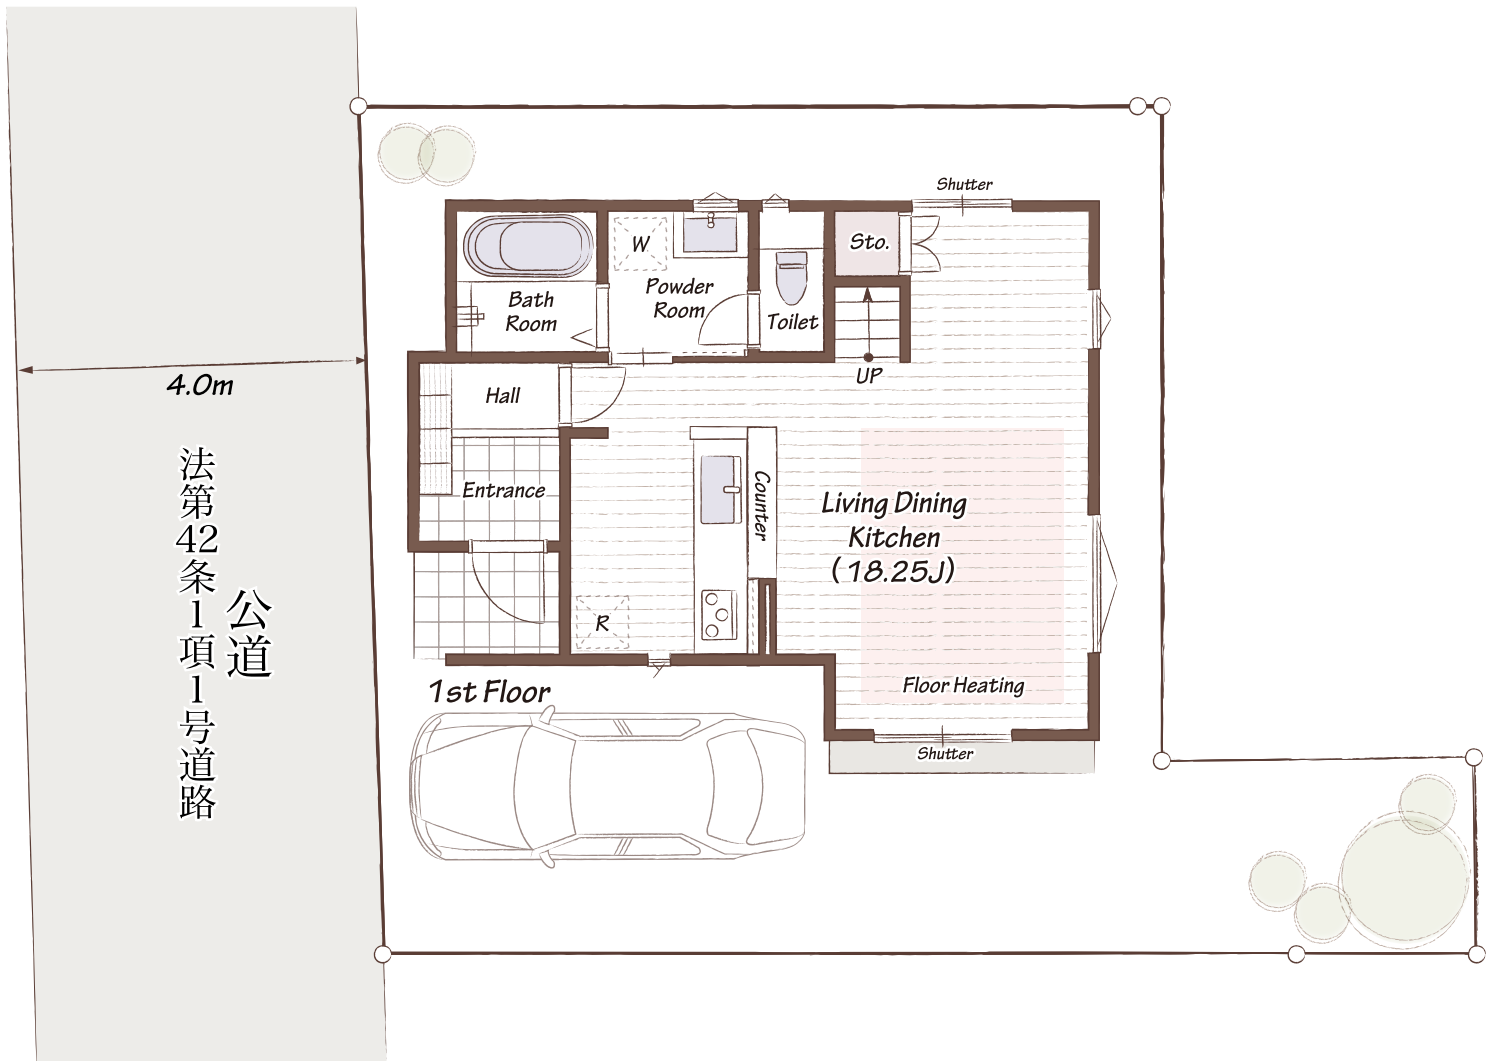 Shutter
Sto.
W
Powder
Room
Bath
Room
Toilet
UP
4.0m
Hall
Entrance
Counter
Living Dining
Kitchen
(18.25J)
R
公道
法第42条1項1号道路
Floor Heating
1st Floor
Shutter